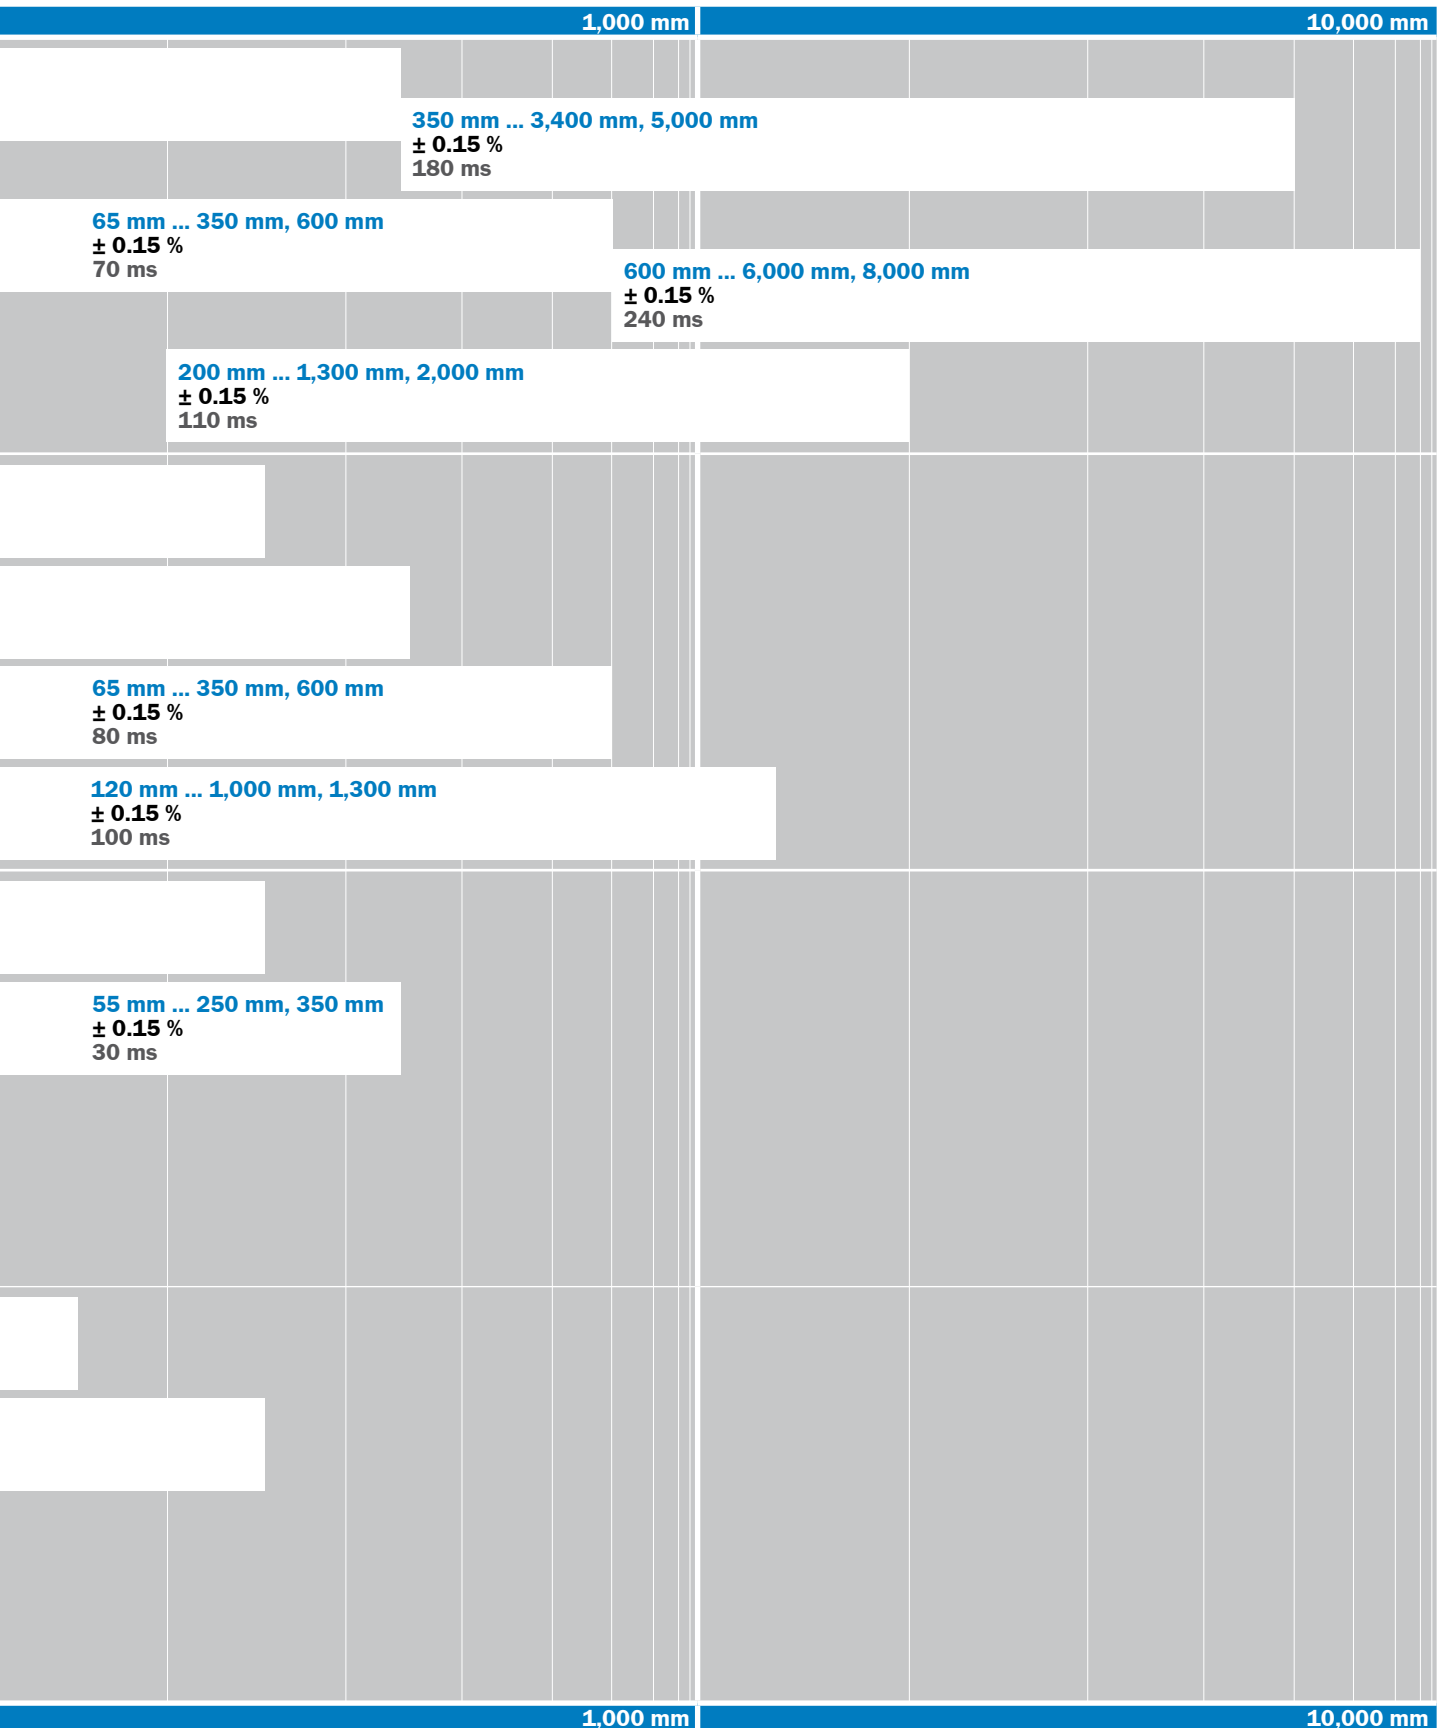 1,000 mm 10,000 mm
350 mm ... 3,400 mm, 5,000 mm
± 0.15 %
180 ms
65 mm ... 350 mm, 600 mm
± 0.15 %
70 ms
600 mm ... 6,000 mm, 8,000 mm
± 0.15 %
240 ms
200 mm ... 1,300 mm, 2,000 mm
± 0.15 %
110 ms
65 mm ... 350 mm, 600 mm
± 0.15 %
80 ms
120 mm ... 1,000 mm, 1,300 mm
± 0.15 %
100 ms
55 mm ... 250 mm, 350 mm
± 0.15 %
30 ms
1,000 mm 10,000 mm